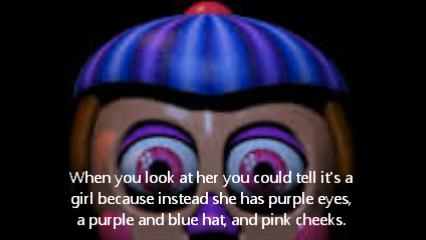 When you look at her you could tell it's a
girl because instead she has purple eyes,
a purple and blue hat, and pink cheeks.